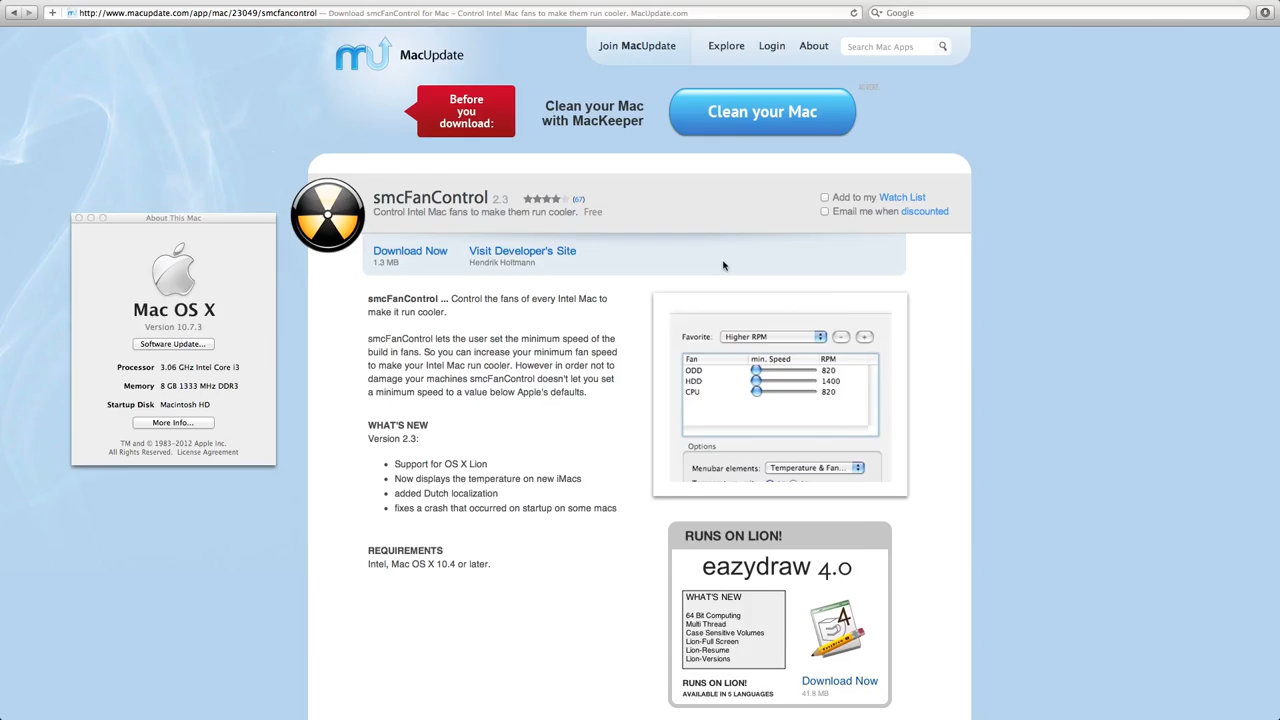 http://www.macupdate.com/app/mac/23049/smcfancontrol — Download smcFanControl for Mac – Control Intel Mac fans to make them run cooler. MacUpdate.com
Google
MacUpdate
Join MacUpdate
Explore
Login
About
Search Mac Apps
Before
you
download:
Clean your Mac
with MacKeeper
Clean your Mac
smcFanControl 2.3
(67)
Control Intel Mac fans to make them run cooler. Free
Add to my Watch List
Email me when discounted
Download Now
1.3 MB
Visit Developer's Site
Hendrik Holtmann
About This Mac
Mac OS X
Version 10.7.3
Software Update...
Processor 3.06 GHz Intel Core i3
Memory 8 GB 1333 MHz DDR3
Startup Disk Macintosh HD
More Info...
TM and © 1983–2012 Apple Inc.
All Rights Reserved. License Agreement
smcFanControl ... Control the fans of every Intel Mac to
make it run cooler.
smcFanControl lets the user set the minimum speed of the
build in fans. So you can increase your minimum fan speed
to make your Intel Mac run cooler. However in order not to
damage your machines smcFanControl doesn't let you set
a minimum speed to a value below Apple's defaults.
WHAT'S NEW
Version 2.3:
• Support for OS X Lion
• Now displays the temperature on new iMacs
• added Dutch localization
• fixes a crash that occurred on startup on some macs
REQUIREMENTS
Intel, Mac OS X 10.4 or later.
Favorite: Higher RPM
Fan min. Speed RPM
ODD 820
HDD 1400
CPU 820
Options
Menubar elements: Temperature & Fan...
RUNS ON LION!
eazydraw 4.0
WHAT'S NEW
64 Bit Computing
Multi Thread
Case Sensitive Volumes
Lion-Full Screen
Lion-Resume
Lion-Versions
4
RUNS ON LION!
AVAILABLE IN 5 LANGUAGES
Download Now
41.8 MB